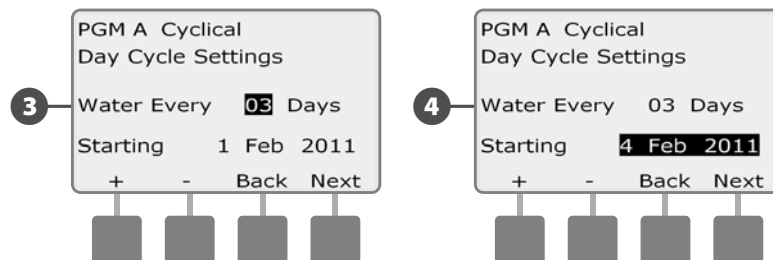 PGM A Cyclical
Day Cycle Settings
3
Water Every 03 Days
Starting 1 Feb 2011
+ - Back Next
PGM A Cyclical
Day Cycle Settings
4
Water Every 03 Days
Starting 4 Feb 2011
+ - Back Next